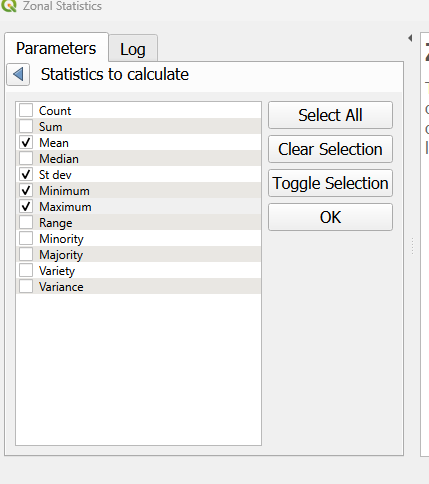 Zonal Statistics
Parameters
Log
Statistics to calculate
Count
Sum
Mean
Median
St dev
Minimum
Maximum
Range
Minority
Majority
Variety
Variance
Select All
Clear Selection
Toggle Selection
OK